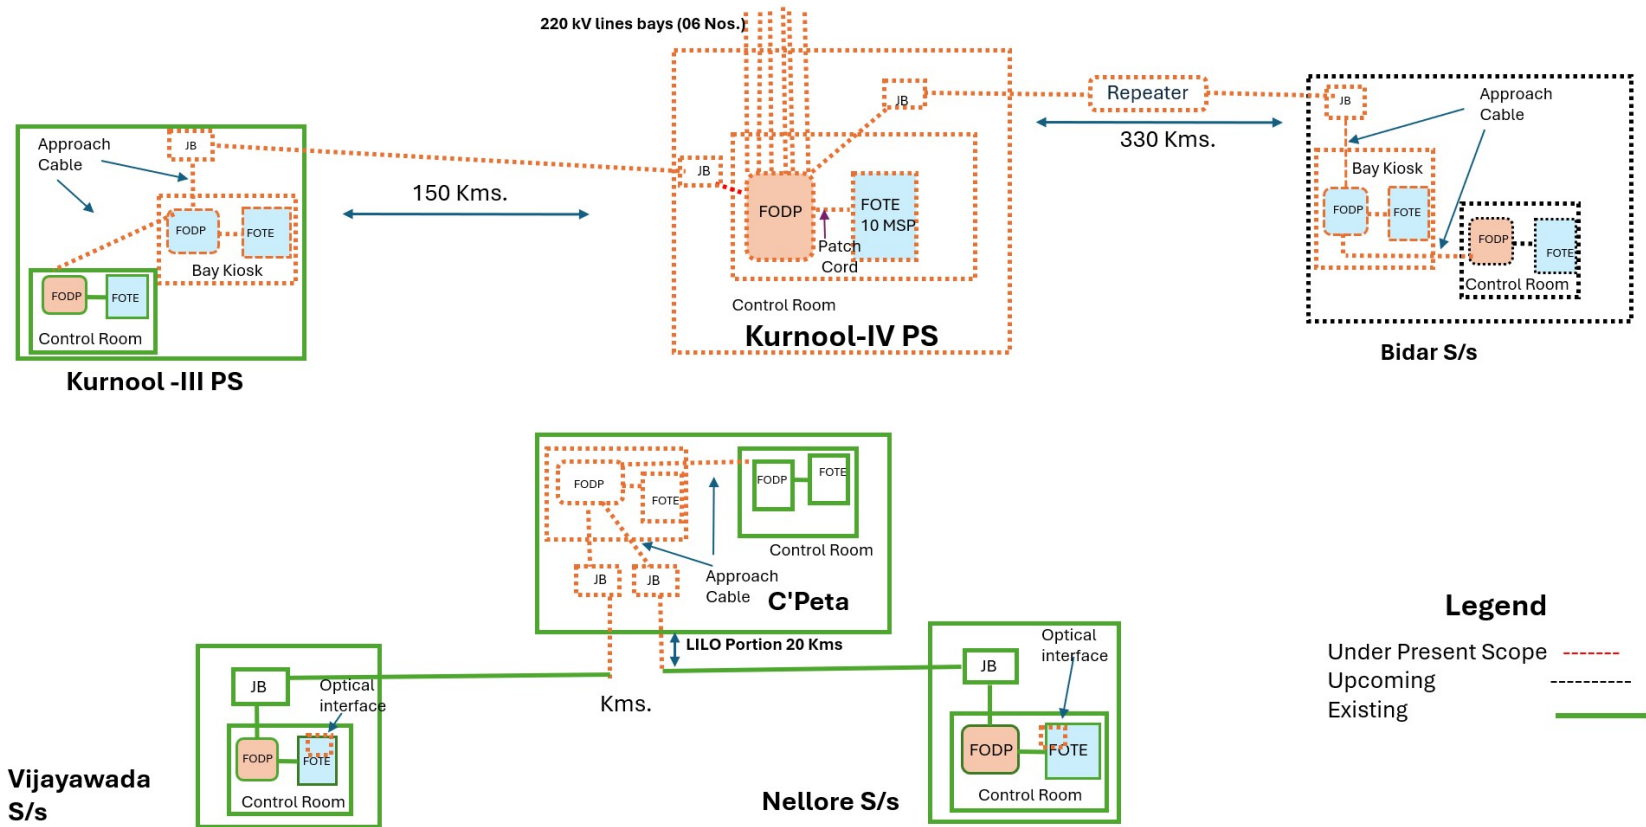 220 kV lines bays (06 Nos.)
Approach
Cable
JB
150 Kms.
FODP
FOTE
Bay Kiosk
FODP
FOTE
Control Room
Kurnool -III PS
JB
JB
FODP
FOTE
10 MSP
Patch
Cord
Control Room
Kurnool-IV PS
Repeater
330 Kms.
JB
Approach
Cable
Bay Kiosk
FODP
FOTE
FODP
FOTE
Control Room
Bidar S/s
FODP
FOTE
FODP
FOTE
Control Room
JB
JB
Approach
Cable
C'Peta
LILO Portion 20 Kms
Kms.
JB
Optical
interface
FODP
FOTE
Control Room
Vijayawada
S/s
Optical
interface
JB
FODP
FOTE
Control Room
Nellore S/s
Legend
Under Present Scope
Upcoming
Existing